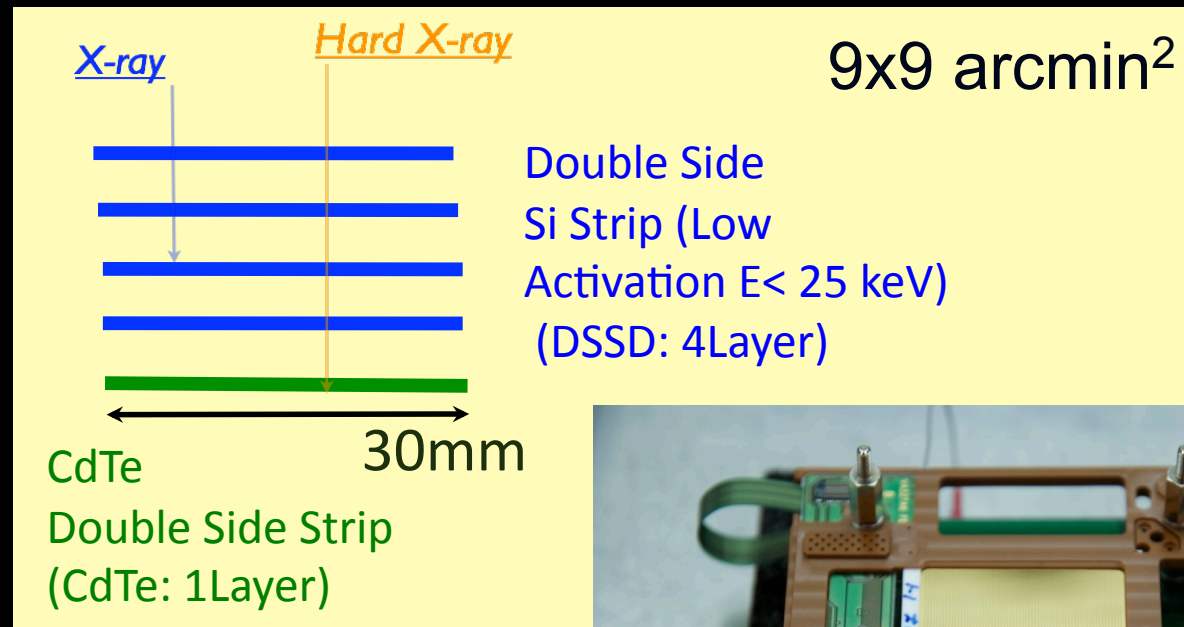 X-ray
Hard X-ray
9x9 arcmin²
Double Side
Si Strip (Low
Activation E< 25 keV)
(DSSD: 4Layer)
30mm
CdTe
Double Side Strip
(CdTe: 1Layer)